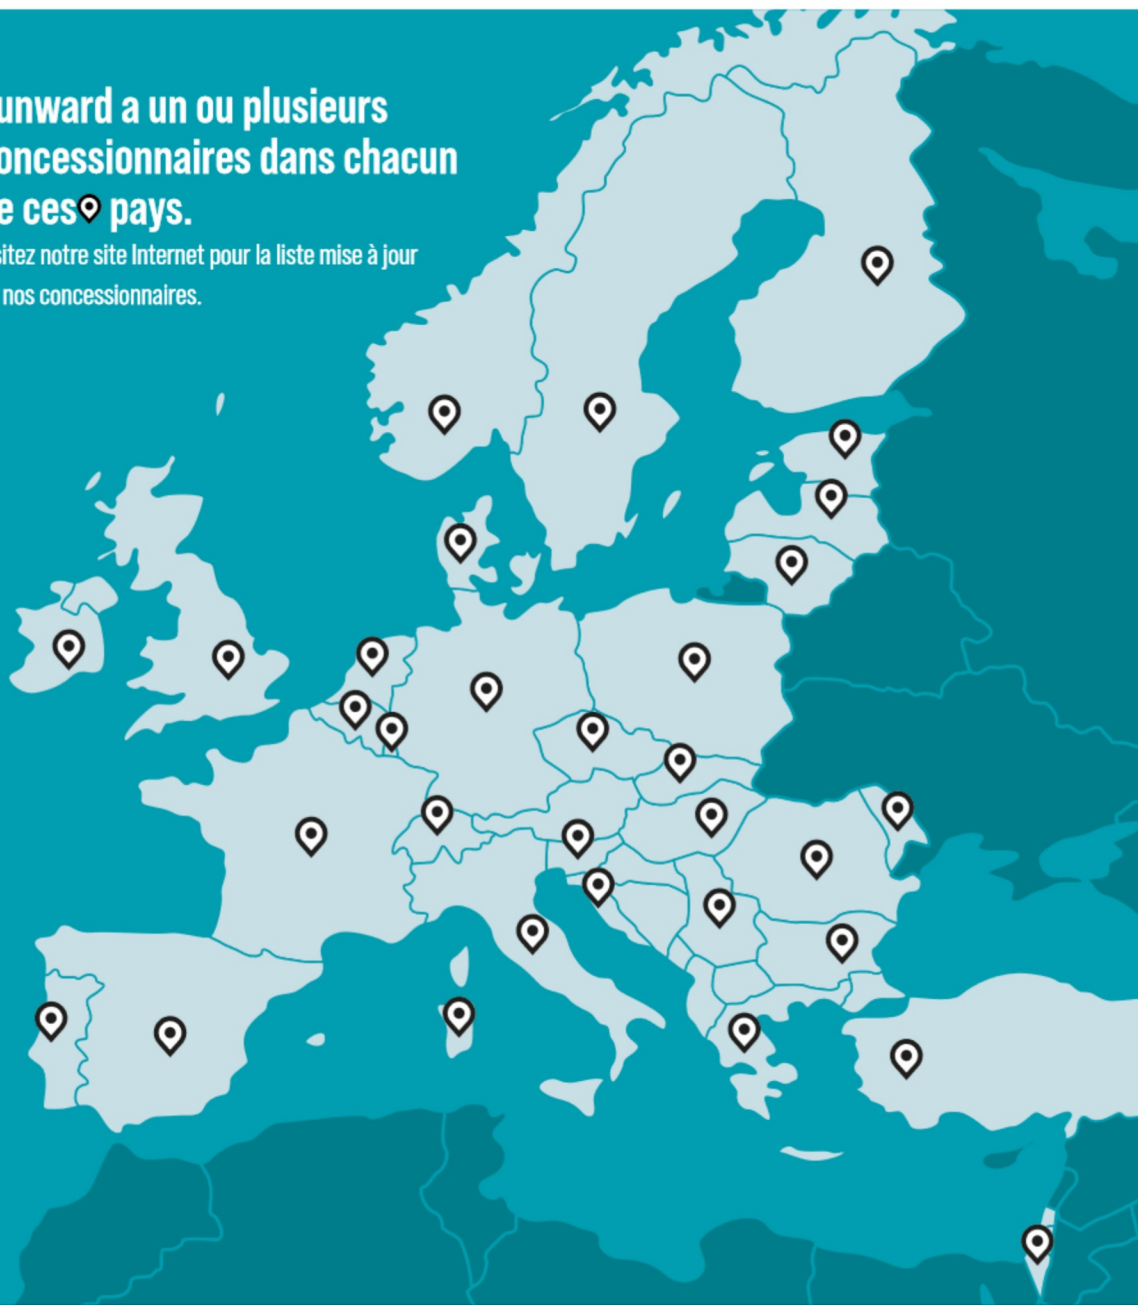 unward a un ou plusieurs
oncessionnaires dans chacun
e ces pays.
sitez notre site Internet pour la liste mise à jour
nos concessionnaires.